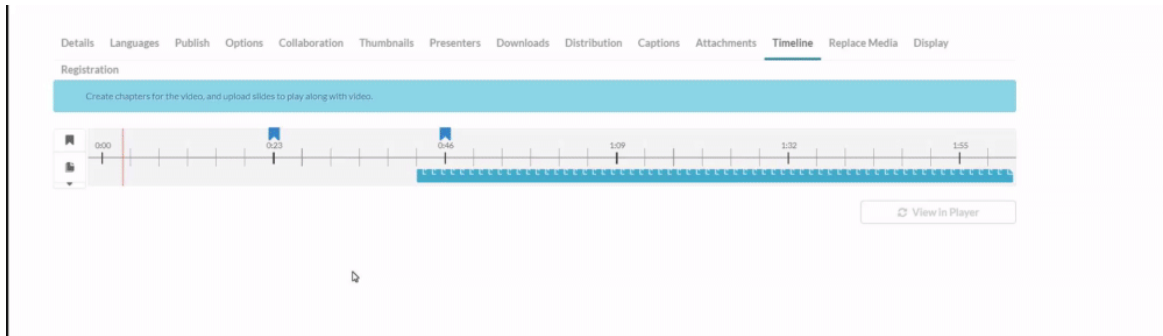 Details Languages Publish Options Collaboration Thumbnails Presenters Downloads Distribution Captions Attachments Timeline Replace Media Display
Registration
Create chapters for the video, and upload slides to play along with video.
0:00 0:23 0:46 1:09 1:32 1:55
View in Player